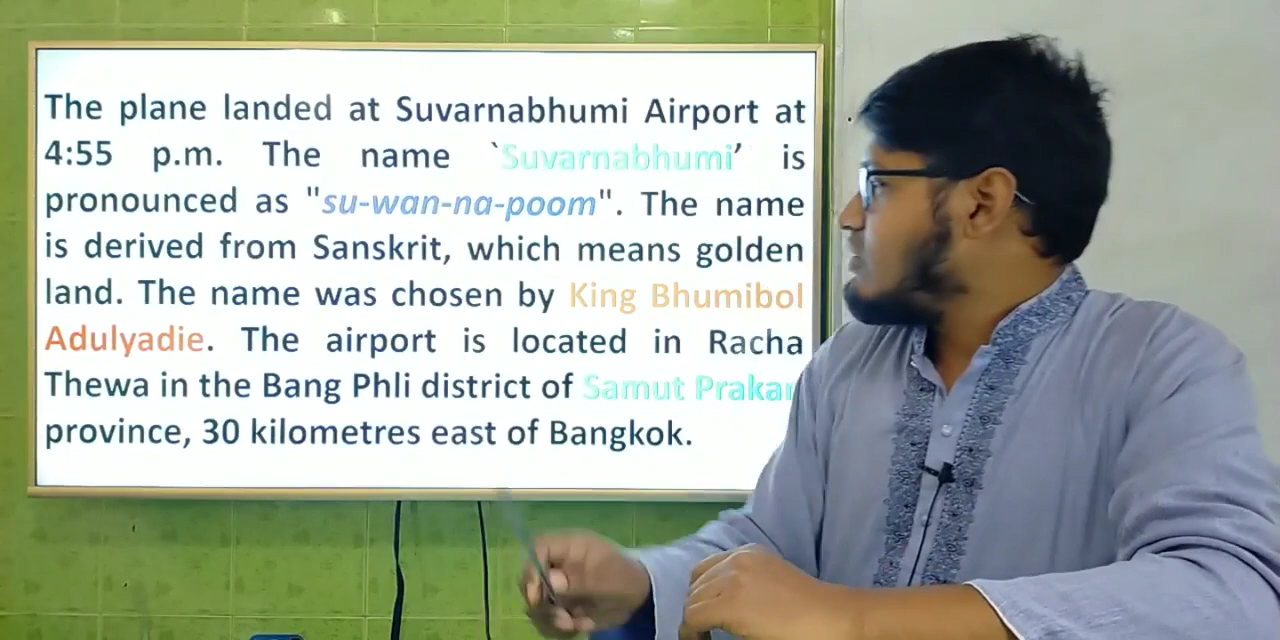 The plane landed at Suvarnabhumi Airport at
4:55 p.m. The name `Suvarnabhumi’ is
pronounced as "su-wan-na-poom". The name
is derived from Sanskrit, which means golden
land. The name was chosen by King Bhumibol
Adulyadie. The airport is located in Racha
Thewa in the Bang Phli district of Samut Prakan
province, 30 kilometres east of Bangkok.